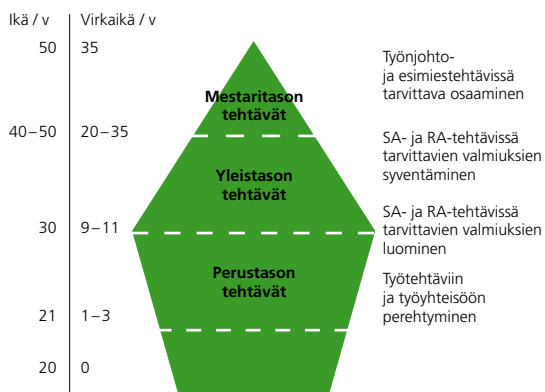 Ikä / v Virkaikä / v
50 35
Työnjohto-
ja esimiestehtävissä
tarvittava osaaminen
Mestaritason
tehtävät
40–50 20–35
SA- ja RA-tehtävissä
tarvittavien valmiuksien
syventäminen
Yleistason
tehtävät
30 9–11
SA- ja RA-tehtävissä
tarvittavien valmiuksien
luominen
Perustason
tehtävät
Työtehtäviin
ja työyhteisöön
perehtyminen
21 1–3
20 0